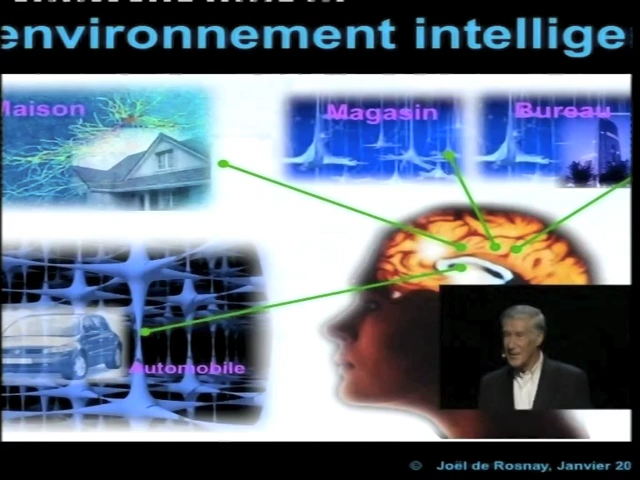 environnement intellige
Maison
Magasin
Bureau
Automobile
© Joël de Rosnay, Janvier 20